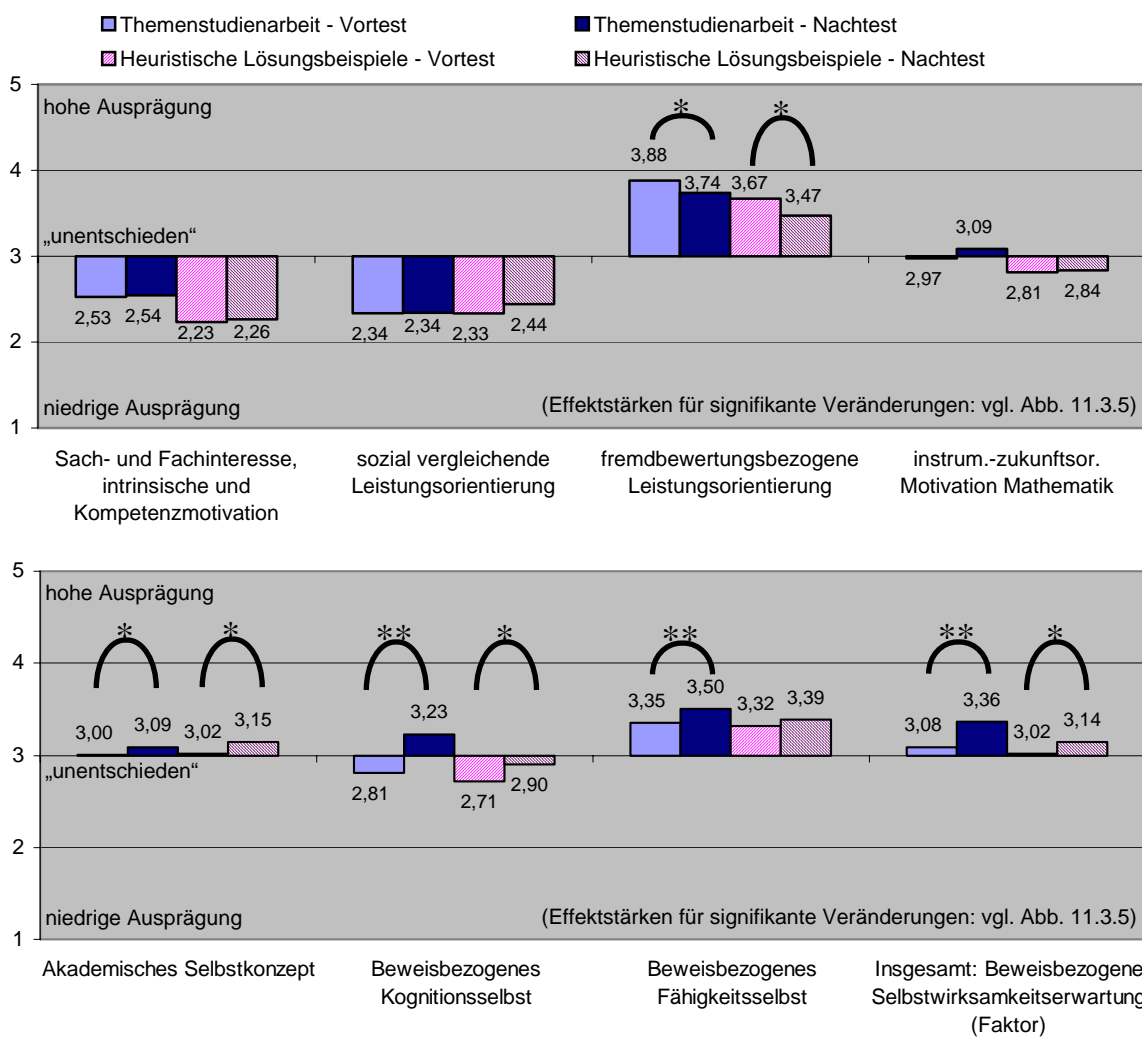 Themenstudienarbeit - Vortest
Themenstudienarbeit - Nachtest
Heuristische Lösungsbeispiele - Vortest
Heuristische Lösungsbeispiele - Nachtest
5
hohe Ausprägung
* *
4
3,88
3,74
3,67
3,47
„unentschieden“
3,09
3
2,97
2,81
2,84
2,53
2,54
2,23
2,26
2,34
2,34
2,33
2,44
2
niedrige Ausprägung
(Effektstärken für signifikante Veränderungen: vgl. Abb. 11.3.5)
1
Sach- und Fachinteresse,
intrinsische und
Kompetenzmotivation
sozial vergleichende
Leistungsorientierung
fremdbewertungsbezogene
Leistungsorientierung
instrum.-zukunftsor.
Motivation Mathematik
5
hohe Ausprägung
* * ** * ** ** *
4
3,00
3,09
3,02
3,15
3,23
3,35
3,50
3,32
3,39
3,08
3,36
3,02
3,14
3
„unentschieden“
2,81
2,71
2,90
2
niedrige Ausprägung
(Effektstärken für signifikante Veränderungen: vgl. Abb. 11.3.5)
1
Akademisches Selbstkonzept
Beweisbezogenes
Kognitionsselbst
Beweisbezogenes
Fähigkeitsselbst
Insgesamt: Beweisbezogene
Selbstwirksamkeitserwartung
(Faktor)